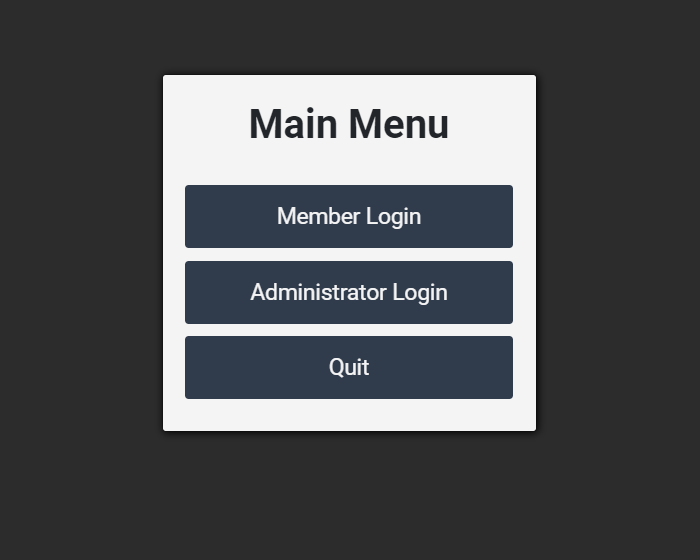 Main Menu
Member Login
Administrator Login
Quit